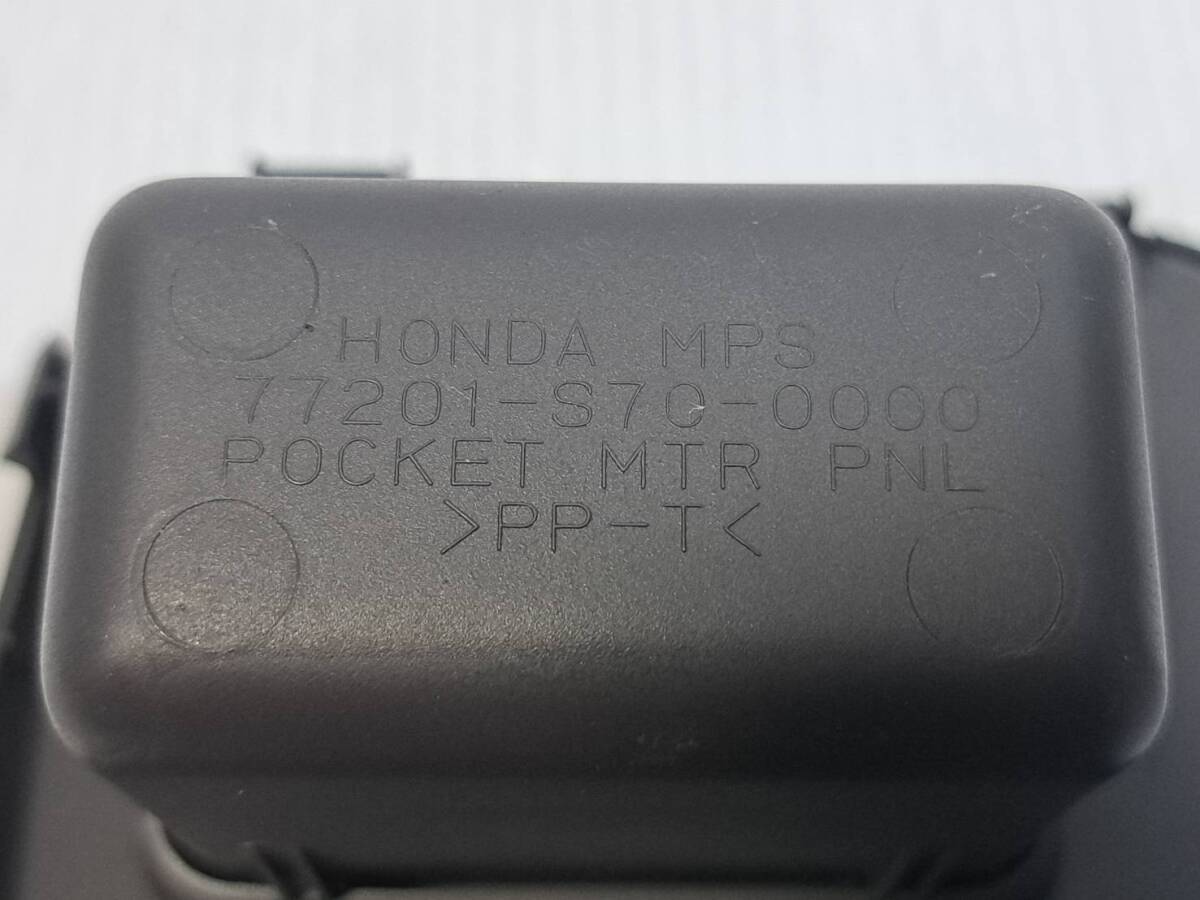 HONDA MPS
77201-S70-0000
POCKET MTR PNL
>PP-T<